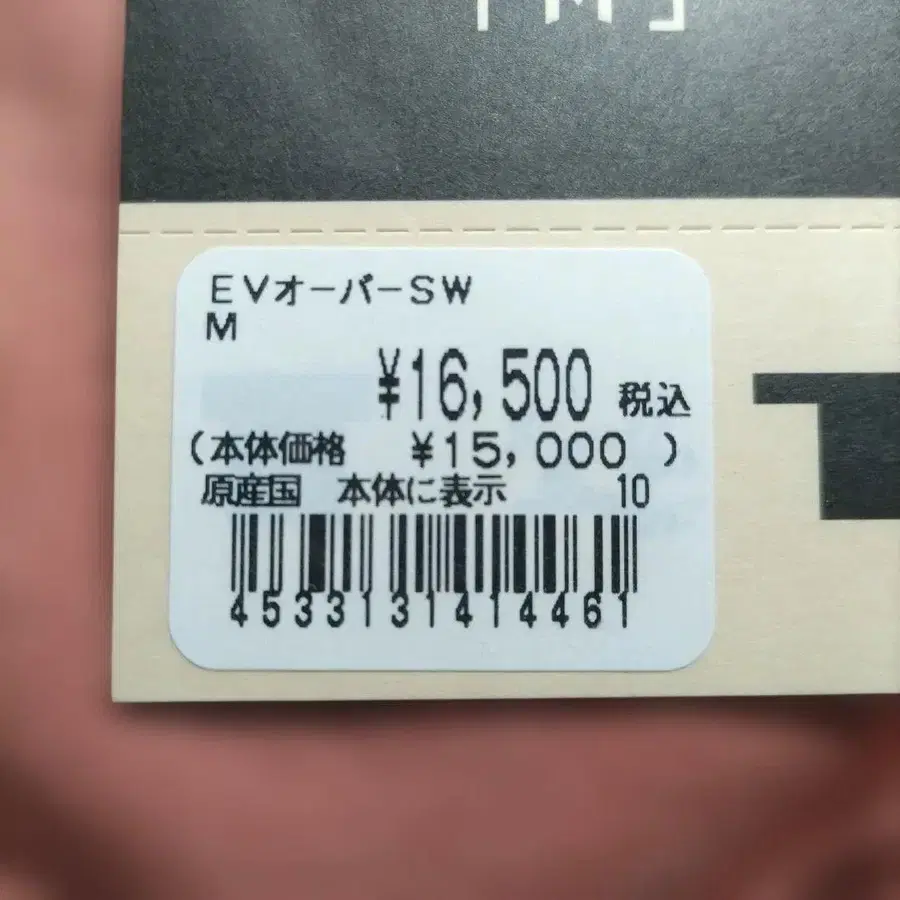 EVオーバーSW
M
¥16,500 税込
(本体価格 ¥15,000 )
原産国 本体に表示 10
4533131414461